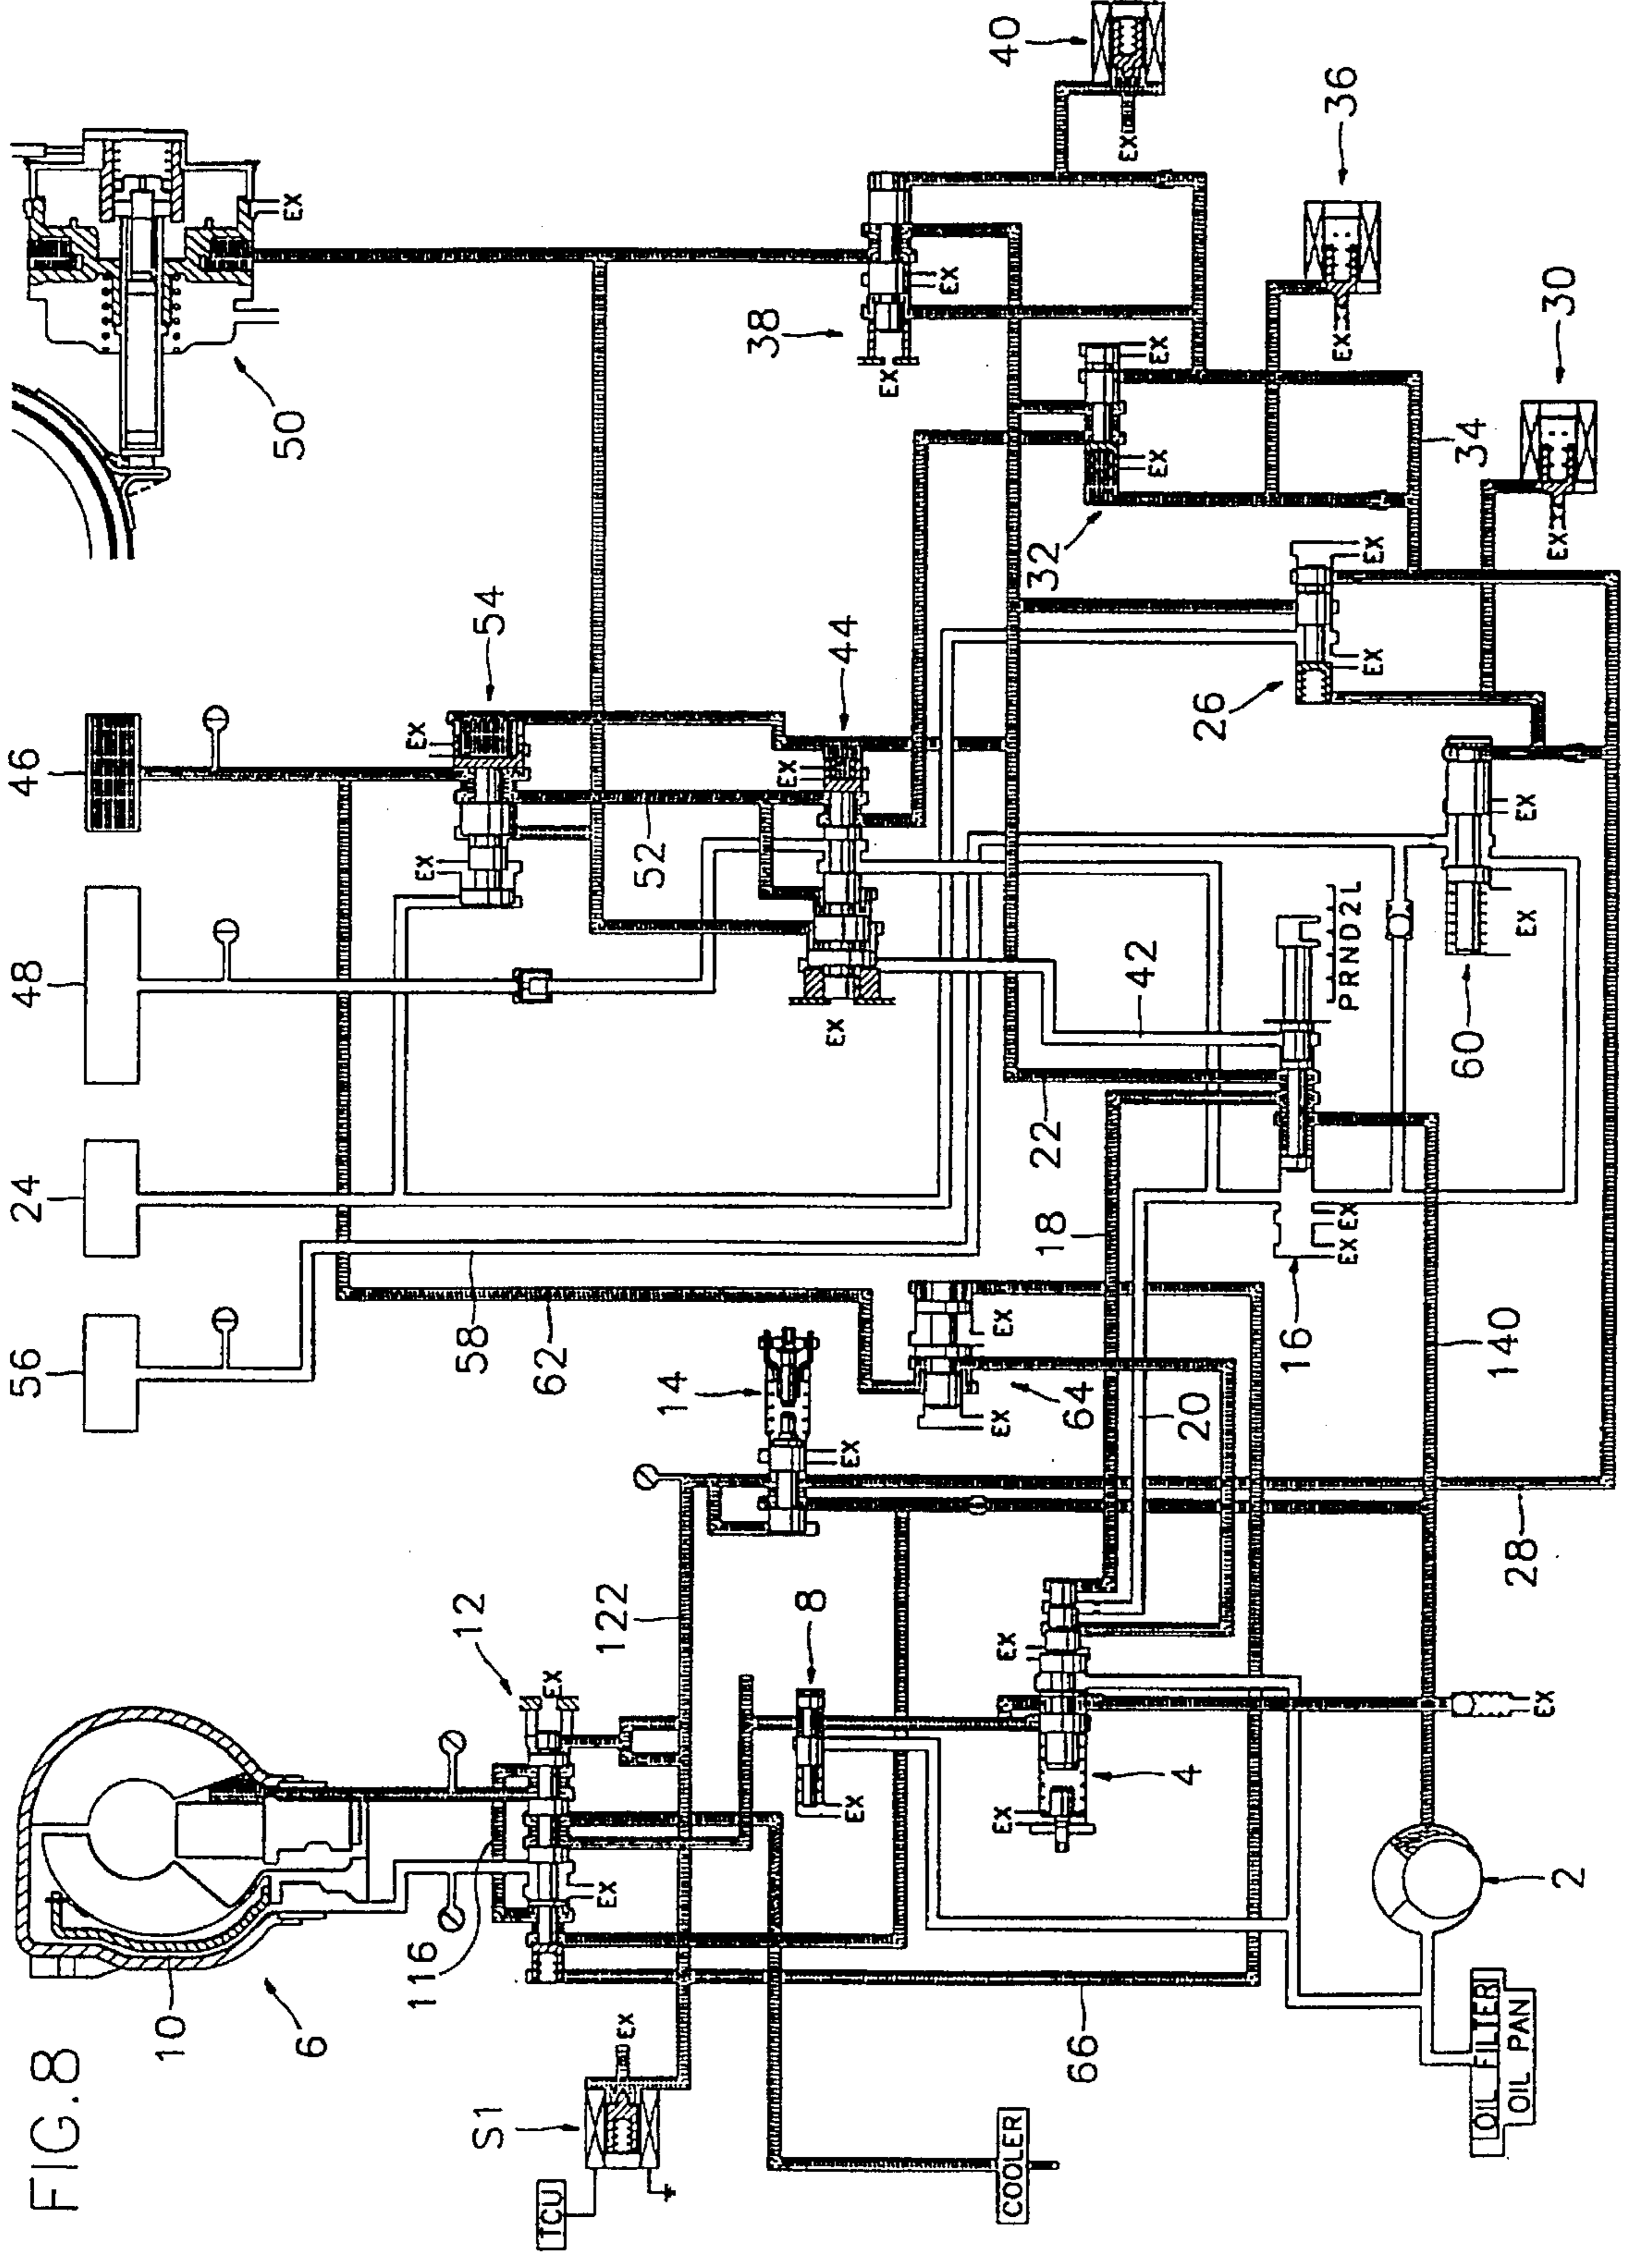 FIG.8
56
24
48
46
10
EX
50
6
EX
EX
116
12
58
54
S1
TCU
EX
62
EX
122
EX
52
14
38
EX
8
EX
44
EX
EX
EX
EX
EX
EX
EX
EX
40
COOLER
32
22
18
64
66
EX
42
EX
EX
4
20
26
16
EX
36
EX EX
PRND2L
EX
EX
60
34
OIL FILTER
140
OIL PAN
28
EX
EX
EX
EX
30
2